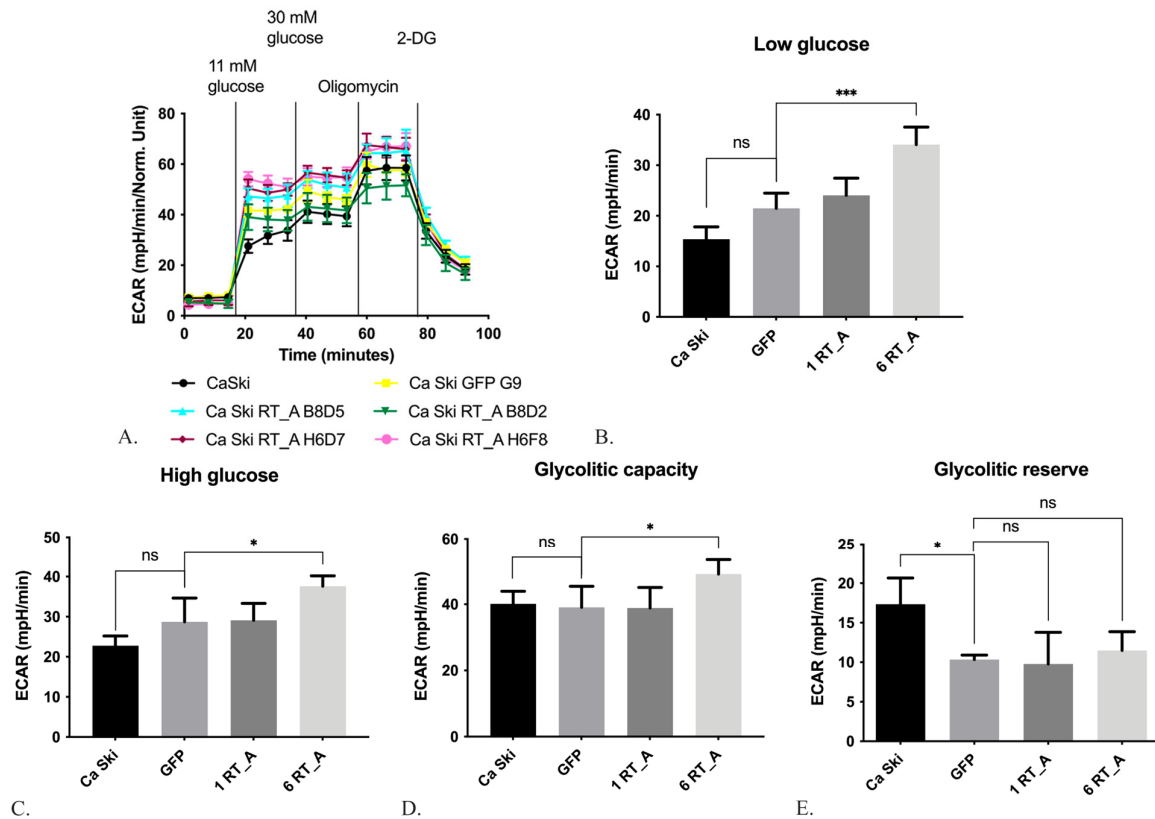 30 mM
glucose
2-DG
11 mM
glucose
Oligomycin
ECAR (mpH/min/Norm. Unit)
80
60
40
20
0
0
20
40
60
80
100
Time (minutes)
CaSki
Ca Ski GFP G9
Ca Ski RT_A B8D5
Ca Ski RT_A B8D2
Ca Ski RT_A H6D7
Ca Ski RT_A H6F8
A.
Low glucose
***
ns
ECAR (mpH/min)
40
30
20
10
0
Ca Ski
GFP
1 RT_A
6 RT_A
B.
High glucose
*
ns
ECAR (mpH/min)
50
40
30
20
10
0
Ca Ski
GFP
1 RT_A
6 RT_A
C.
Glycolitic capacity
*
ns
ECAR (mpH/min)
60
40
20
0
Ca Ski
GFP
1 RT_A
6 RT_A
D.
Glycolitic reserve
ns
ns
*
ECAR (mpH/min)
25
20
15
10
5
0
Ca Ski
GFP
1 RT_A
6 RT_A
E.